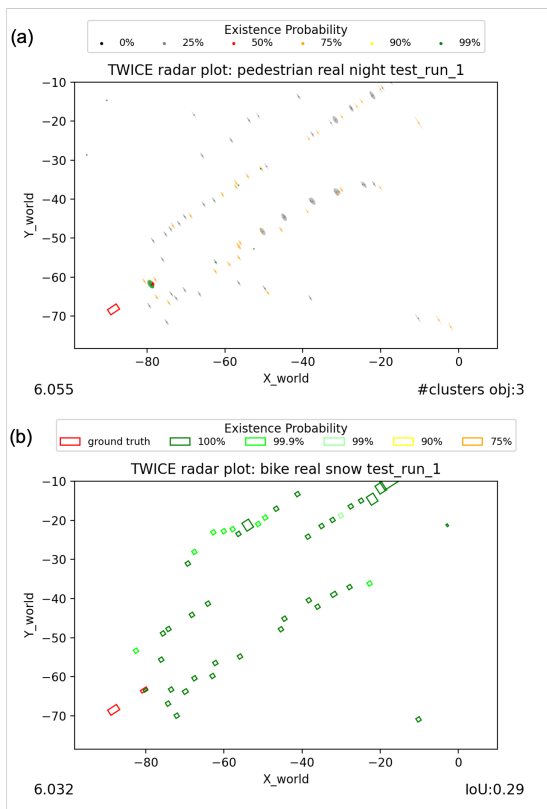 (a)
Existence Probability
0% 25% 50% 75% 90% 99%
TWICE radar plot: pedestrian real night test_run_1
−10
−20
−30
−40
−50
−60
−70
Y_world
−80 −60 −40 −20 0
X_world
6.055 #clusters obj:3
(b)
Existence Probability
ground truth 100% 99.9% 99% 90% 75%
TWICE radar plot: bike real snow test_run_1
−10
−20
−30
−40
−50
−60
−70
Y_world
−80 −60 −40 −20 0
X_world
6.032 IoU:0.29